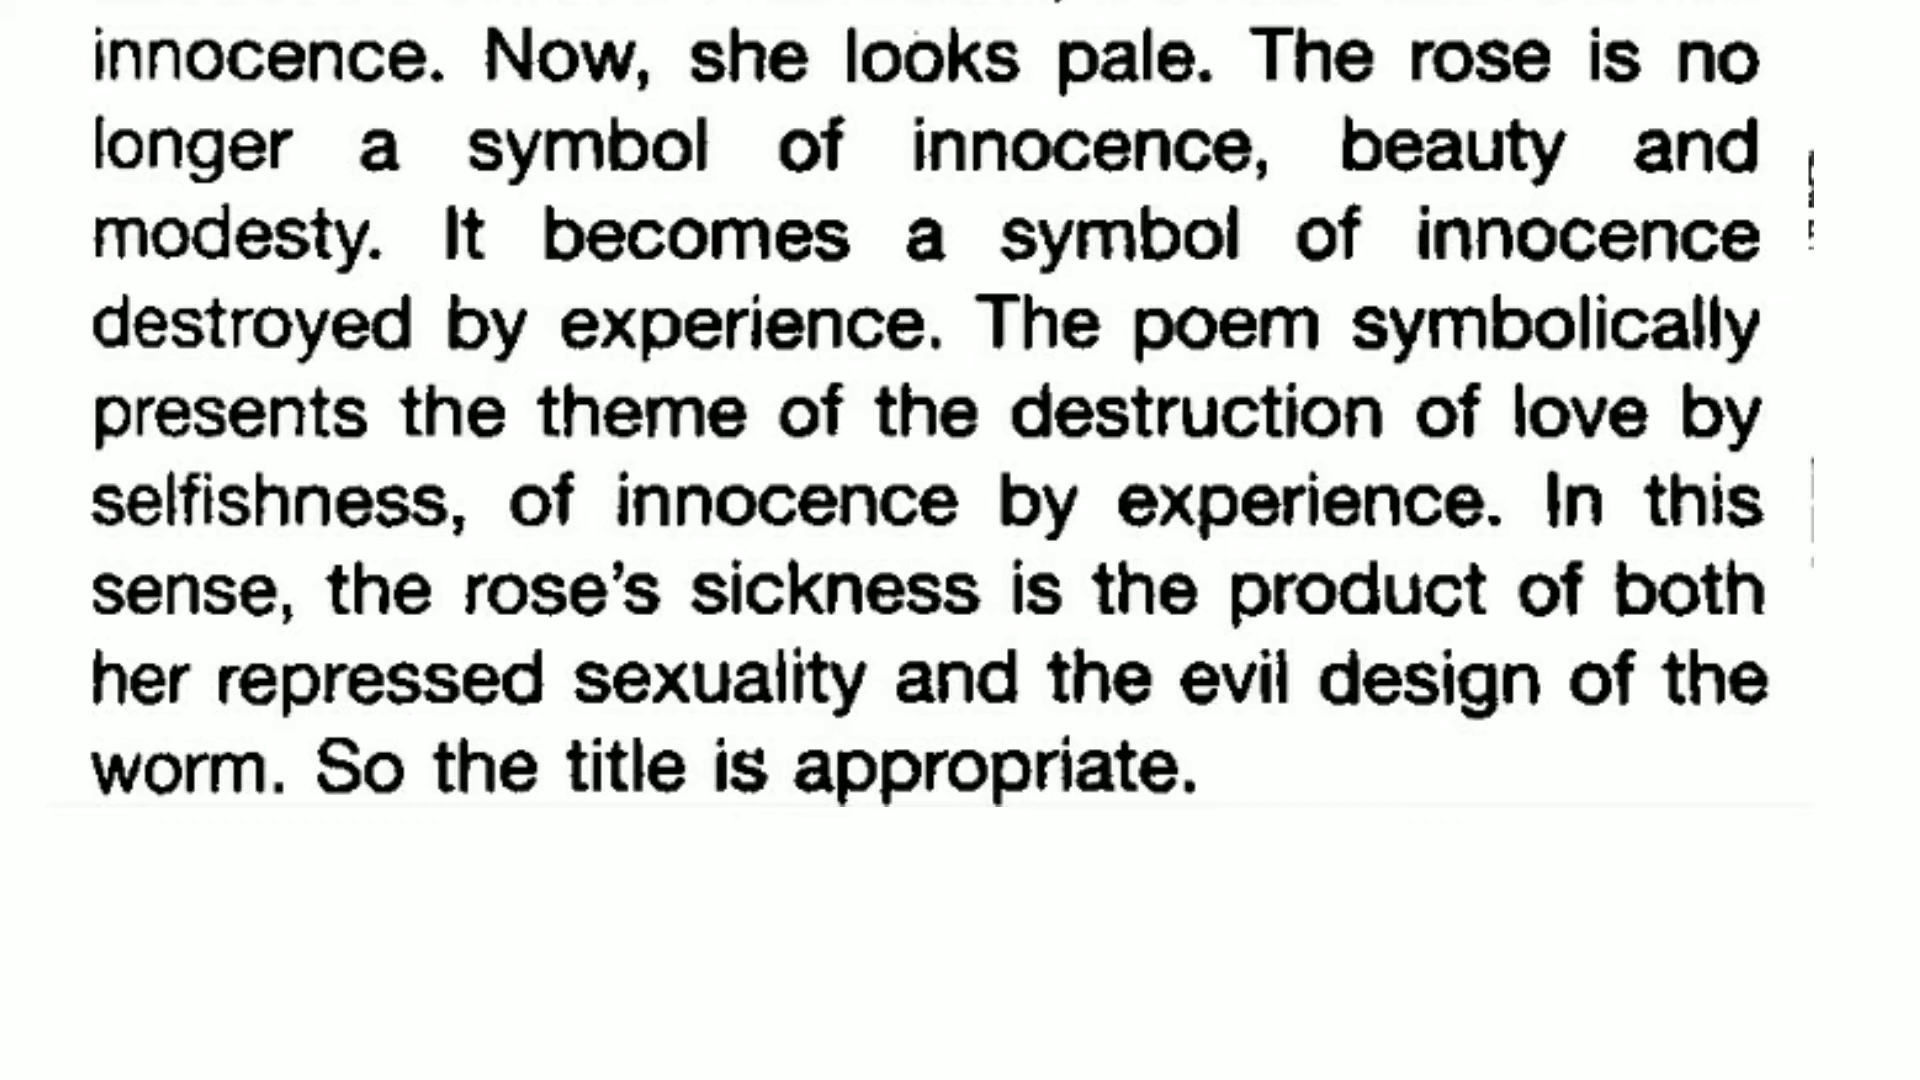 innocence. Now, she looks pale. The rose is no
longer a symbol of innocence, beauty and
modesty. It becomes a symbol of innocence
destroyed by experience. The poem symbolically
presents the theme of the destruction of love by
selfishness, of innocence by experience. In this
sense, the rose's sickness is the product of both
her repressed sexuality and the evil design of the
worm. So the title is appropriate.